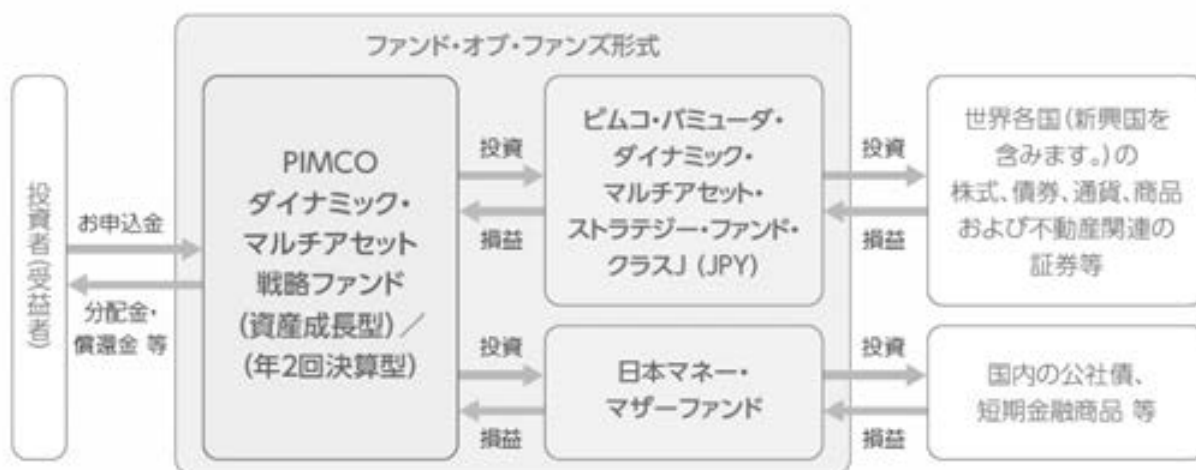 ファンド・オブ・ファンズ形式
投資者(受益者)
お申込金
分配金・
償還金 等
PIMCO
ダイナミック・
マルチアセット
戦略ファンド
(資産成長型)／
(年2回決算型)
投資
損益
投資
損益
ピムコ・バミューダ・
ダイナミック・
マルチアセット・
ストラテジー・ファンド・
クラスJ (JPY)
日本マネー・
マザーファンド
投資
損益
投資
損益
世界各国(新興国を
含みます。)の
株式、債券、通貨、商品
および不動産関連の
証券等
国内の公社債、
短期金融商品 等